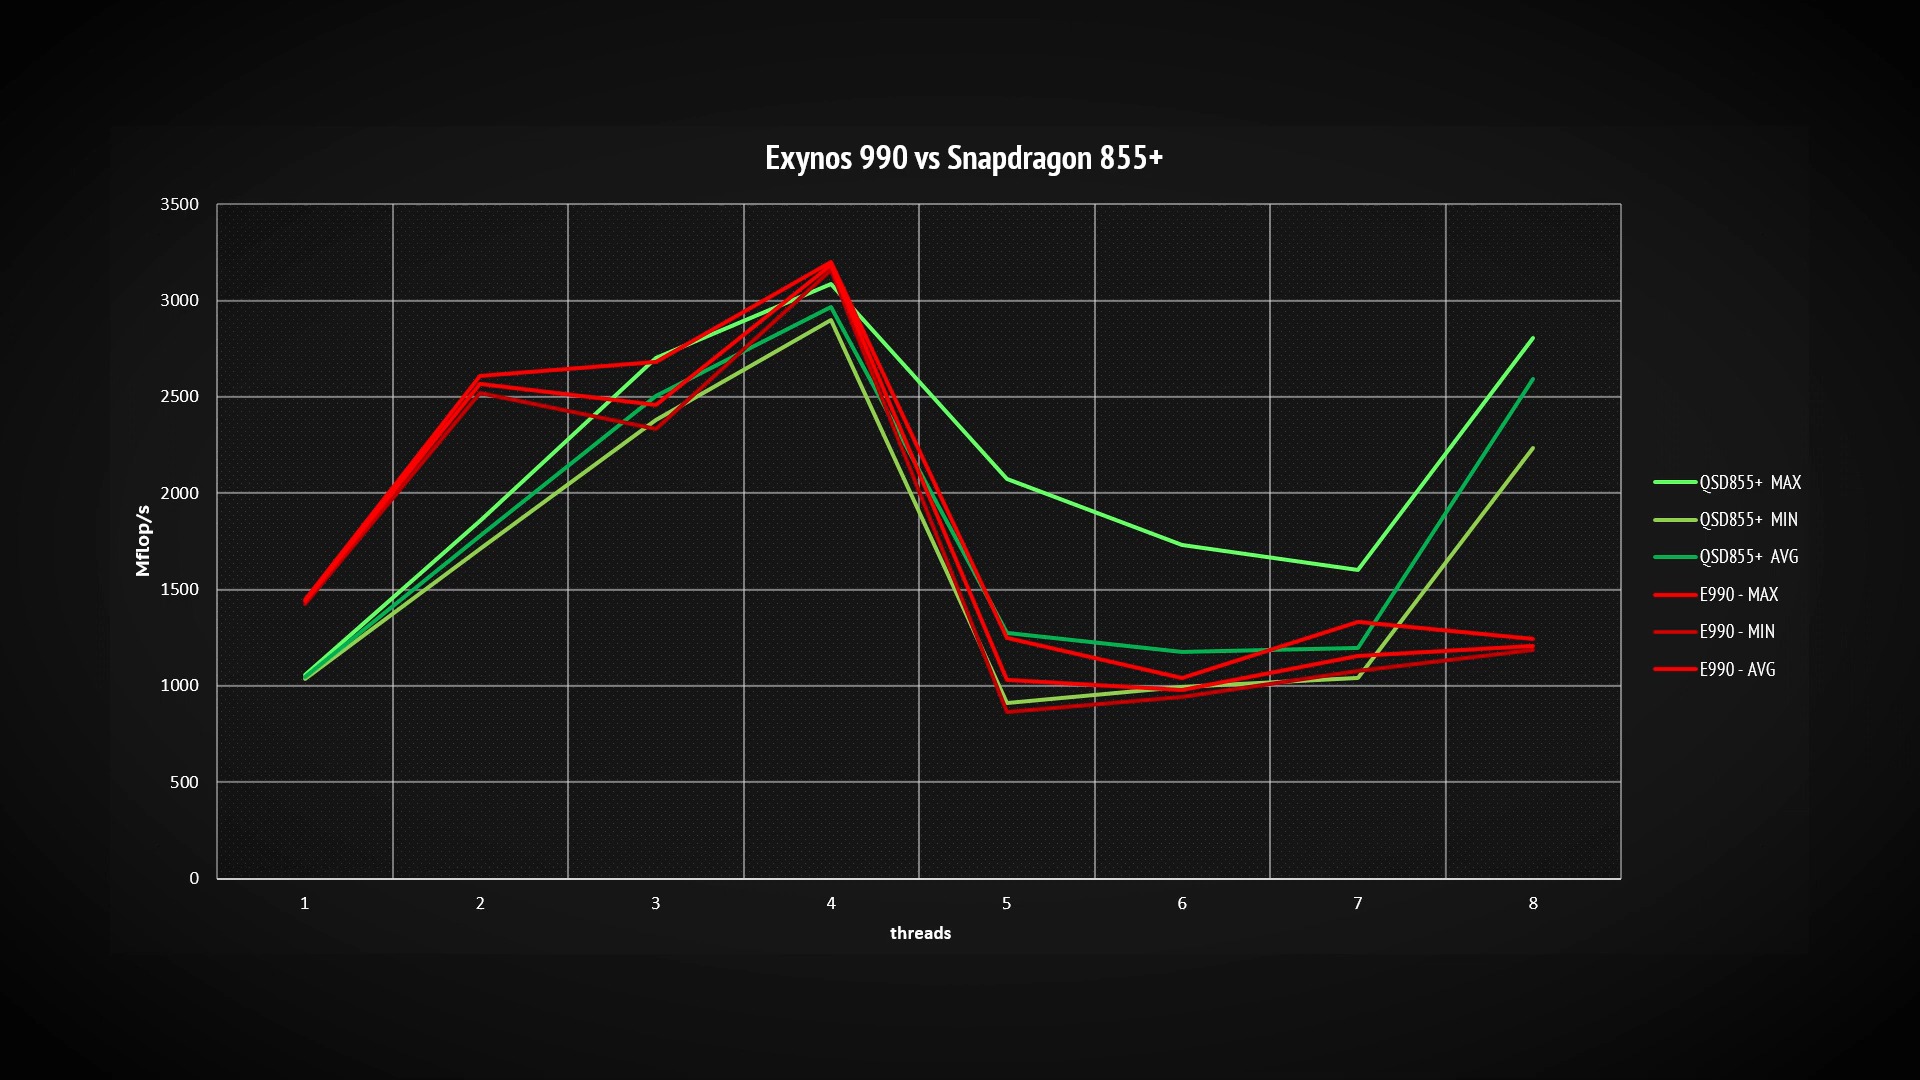 Exynos 990 vs Snapdragon 855+
3500
3000
2500
2000
1500
1000
500
0
Mflop/s
1 2 3 4 5 6 7 8
threads
QSD855+ MAX
QSD855+ MIN
QSD855+ AVG
E990 - MAX
E990 - MIN
E990 - AVG